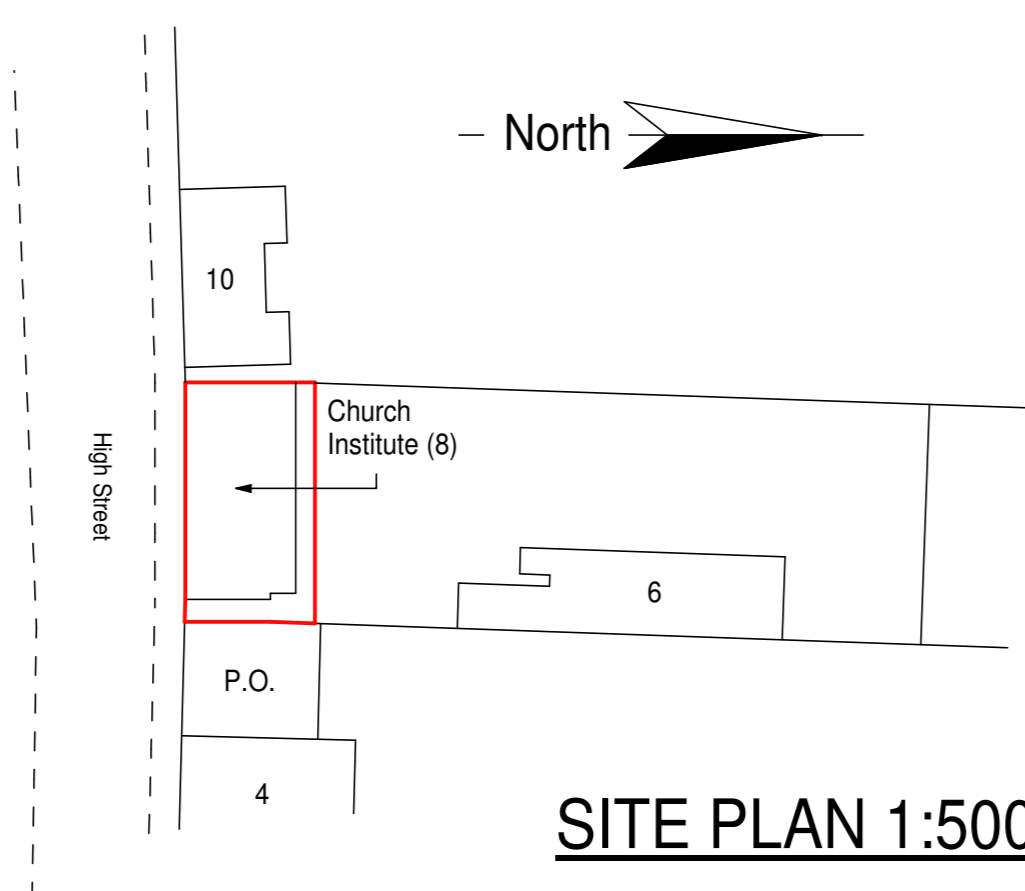 North
10
Church
Institute (8)
High Street
6
P.O.
4
SITE PLAN 1:500